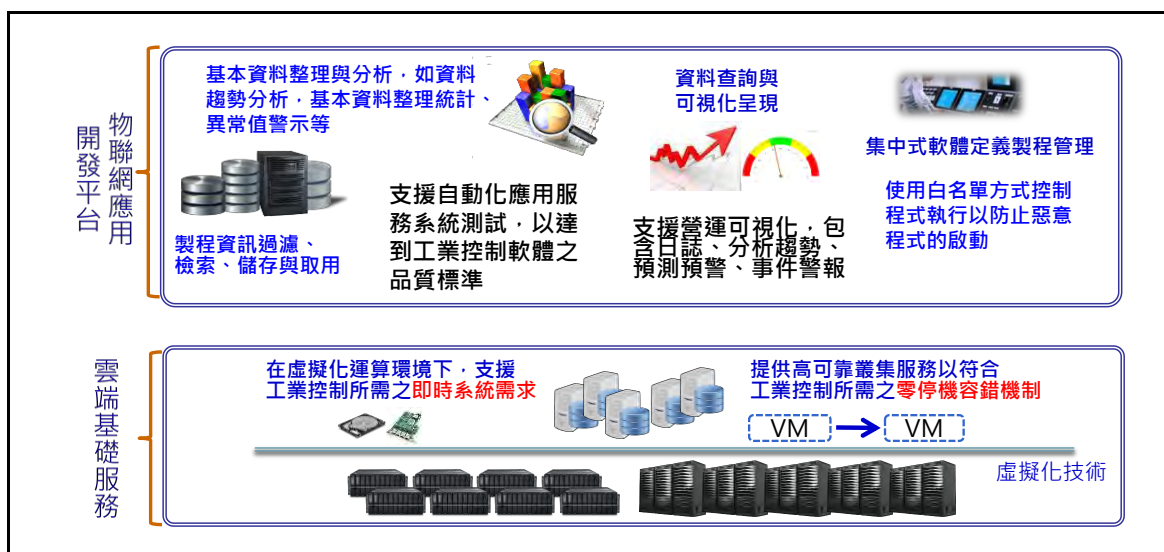 物聯網應用
開發平台
基本資料整理與分析，如資料
趨勢分析，基本資料整理統計、
異常值警示等
製程資訊過濾、
檢索、儲存與取用
支援自動化應用服
務系統測試，以達
到工業控制軟體之
品質標準
資料查詢與
可視化呈現
支援營運可視化，包
含日誌、分析趨勢、
預測預警、事件警報
集中式軟體定義製程管理
使用白名單方式控制
程式執行以防止惡意
程式的啟動
雲端基礎服務
在虛擬化運算環境下，支援
工業控制所需之即時系統需求
提供高可靠叢集服務以符合
工業控制所需之零停機容錯機制
VM
VM
虛擬化技術